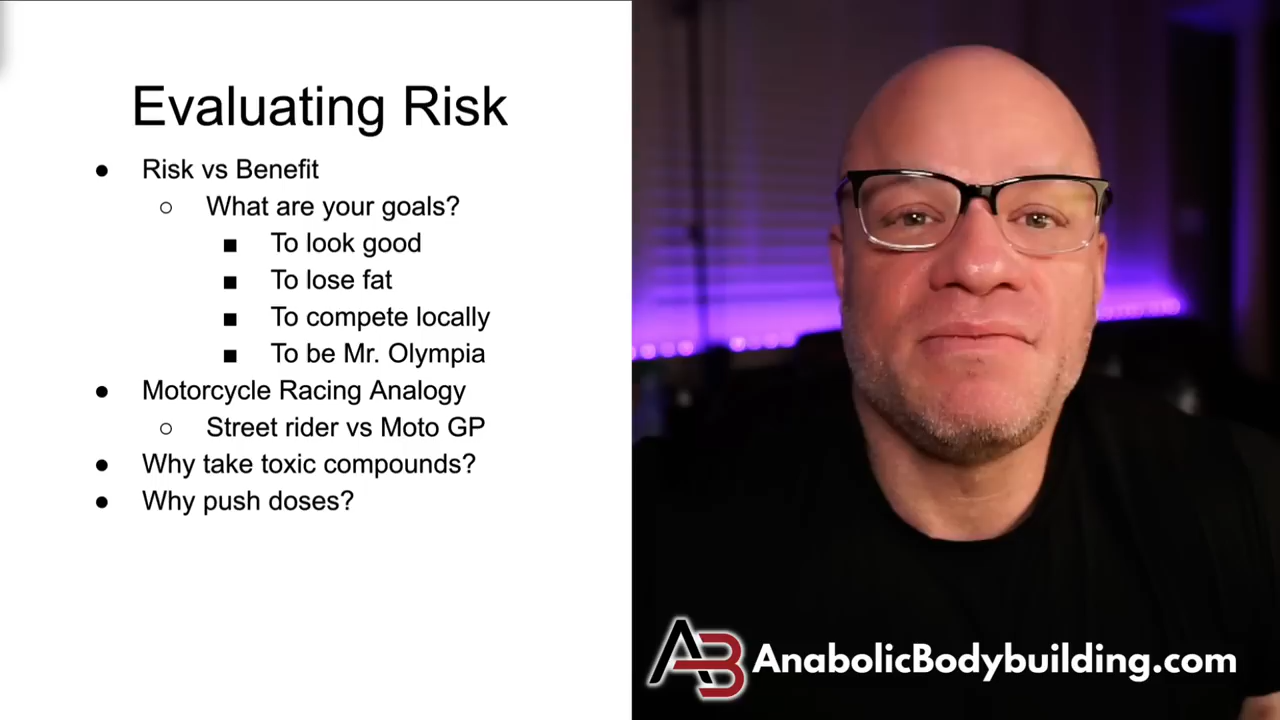 Evaluating Risk
● Risk vs Benefit
○ What are your goals?
■ To look good
■ To lose fat
■ To compete locally
■ To be Mr. Olympia
● Motorcycle Racing Analogy
○ Street rider vs Moto GP
● Why take toxic compounds?
● Why push doses?
AB AnabolicBodybuilding.com